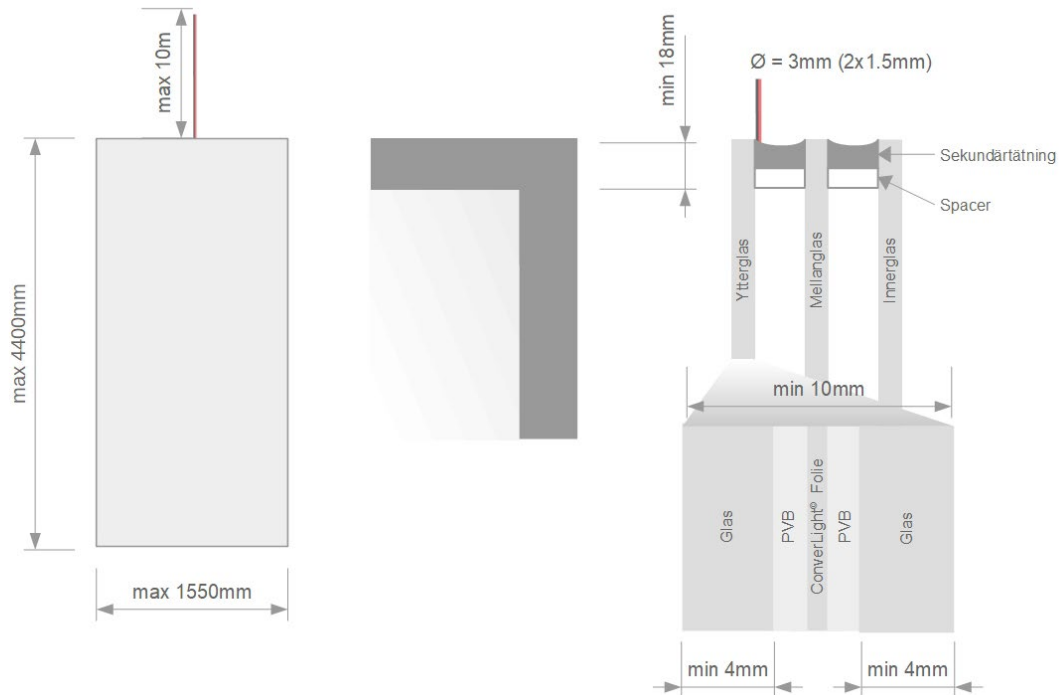 max 10m
max 4400mm
max 1550mm
min 18mm
Ø = 3mm (2x1.5mm)
Sekundärtätning
Spacer
Ytterglas
Mellanglas
Innerglas
min 10mm
Glas
PVB
ConverLight® Folie
PVB
Glas
min 4mm
min 4mm